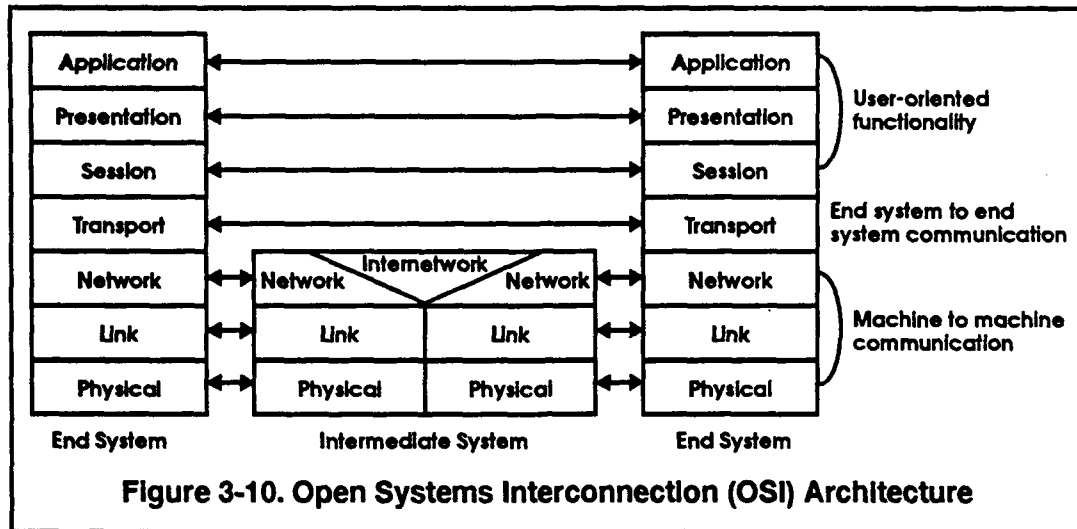 Application Application
Presentation Presentation
User-oriented
functionality
Session Session
Transport Transport
End system to end
system communication
Internetwork
Network Network Network Network
Link Link Link Link
Machine to machine
communication
Physical Physical Physical Physical
End System Intermediate System End System
Figure 3-10. Open Systems Interconnection (OSI) Architecture